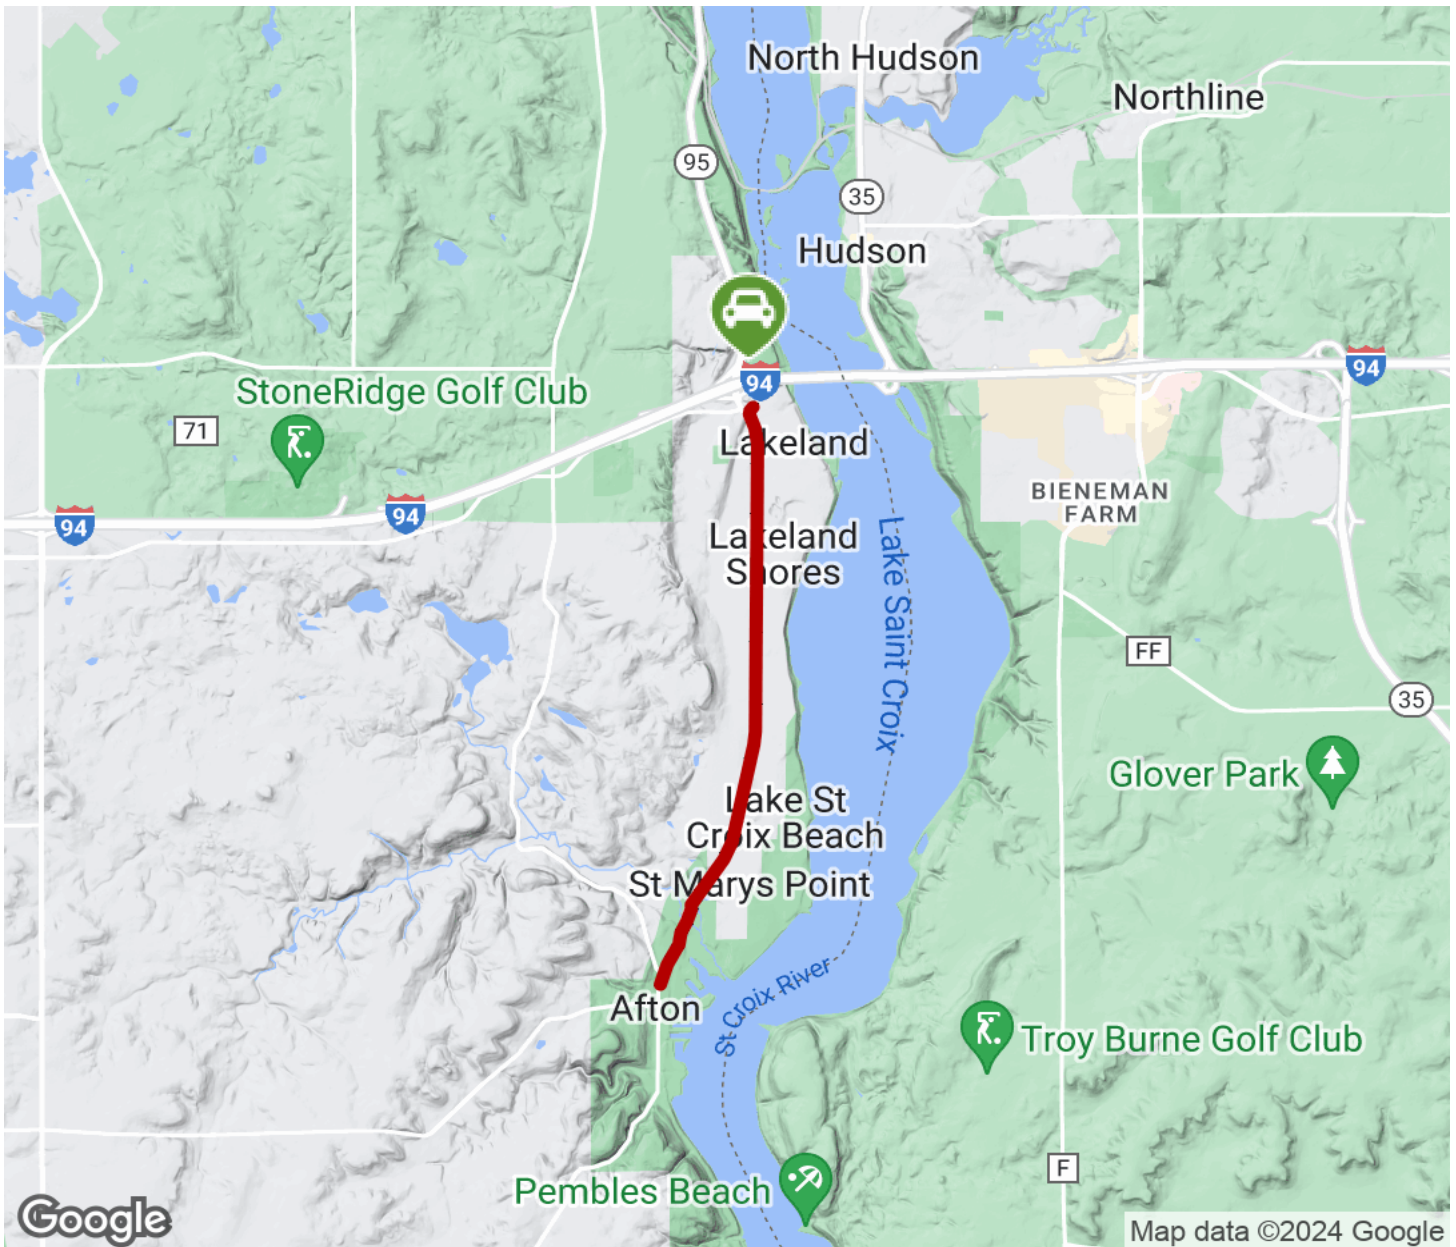 North Hudson
Northline
95
35
Hudson
94
94
StoneRidge Golf Club
71
Lakeland
BIENEMAN
FARM
94
94
Lakeland
Shores
Lake Saint Croix
FF
35
Glover Park
Lake St
Croix Beach
St Marys Point
St Croix River
Afton
Troy Burne Golf Club
F
Pembles Beach
Google
Map data ©2024 Google